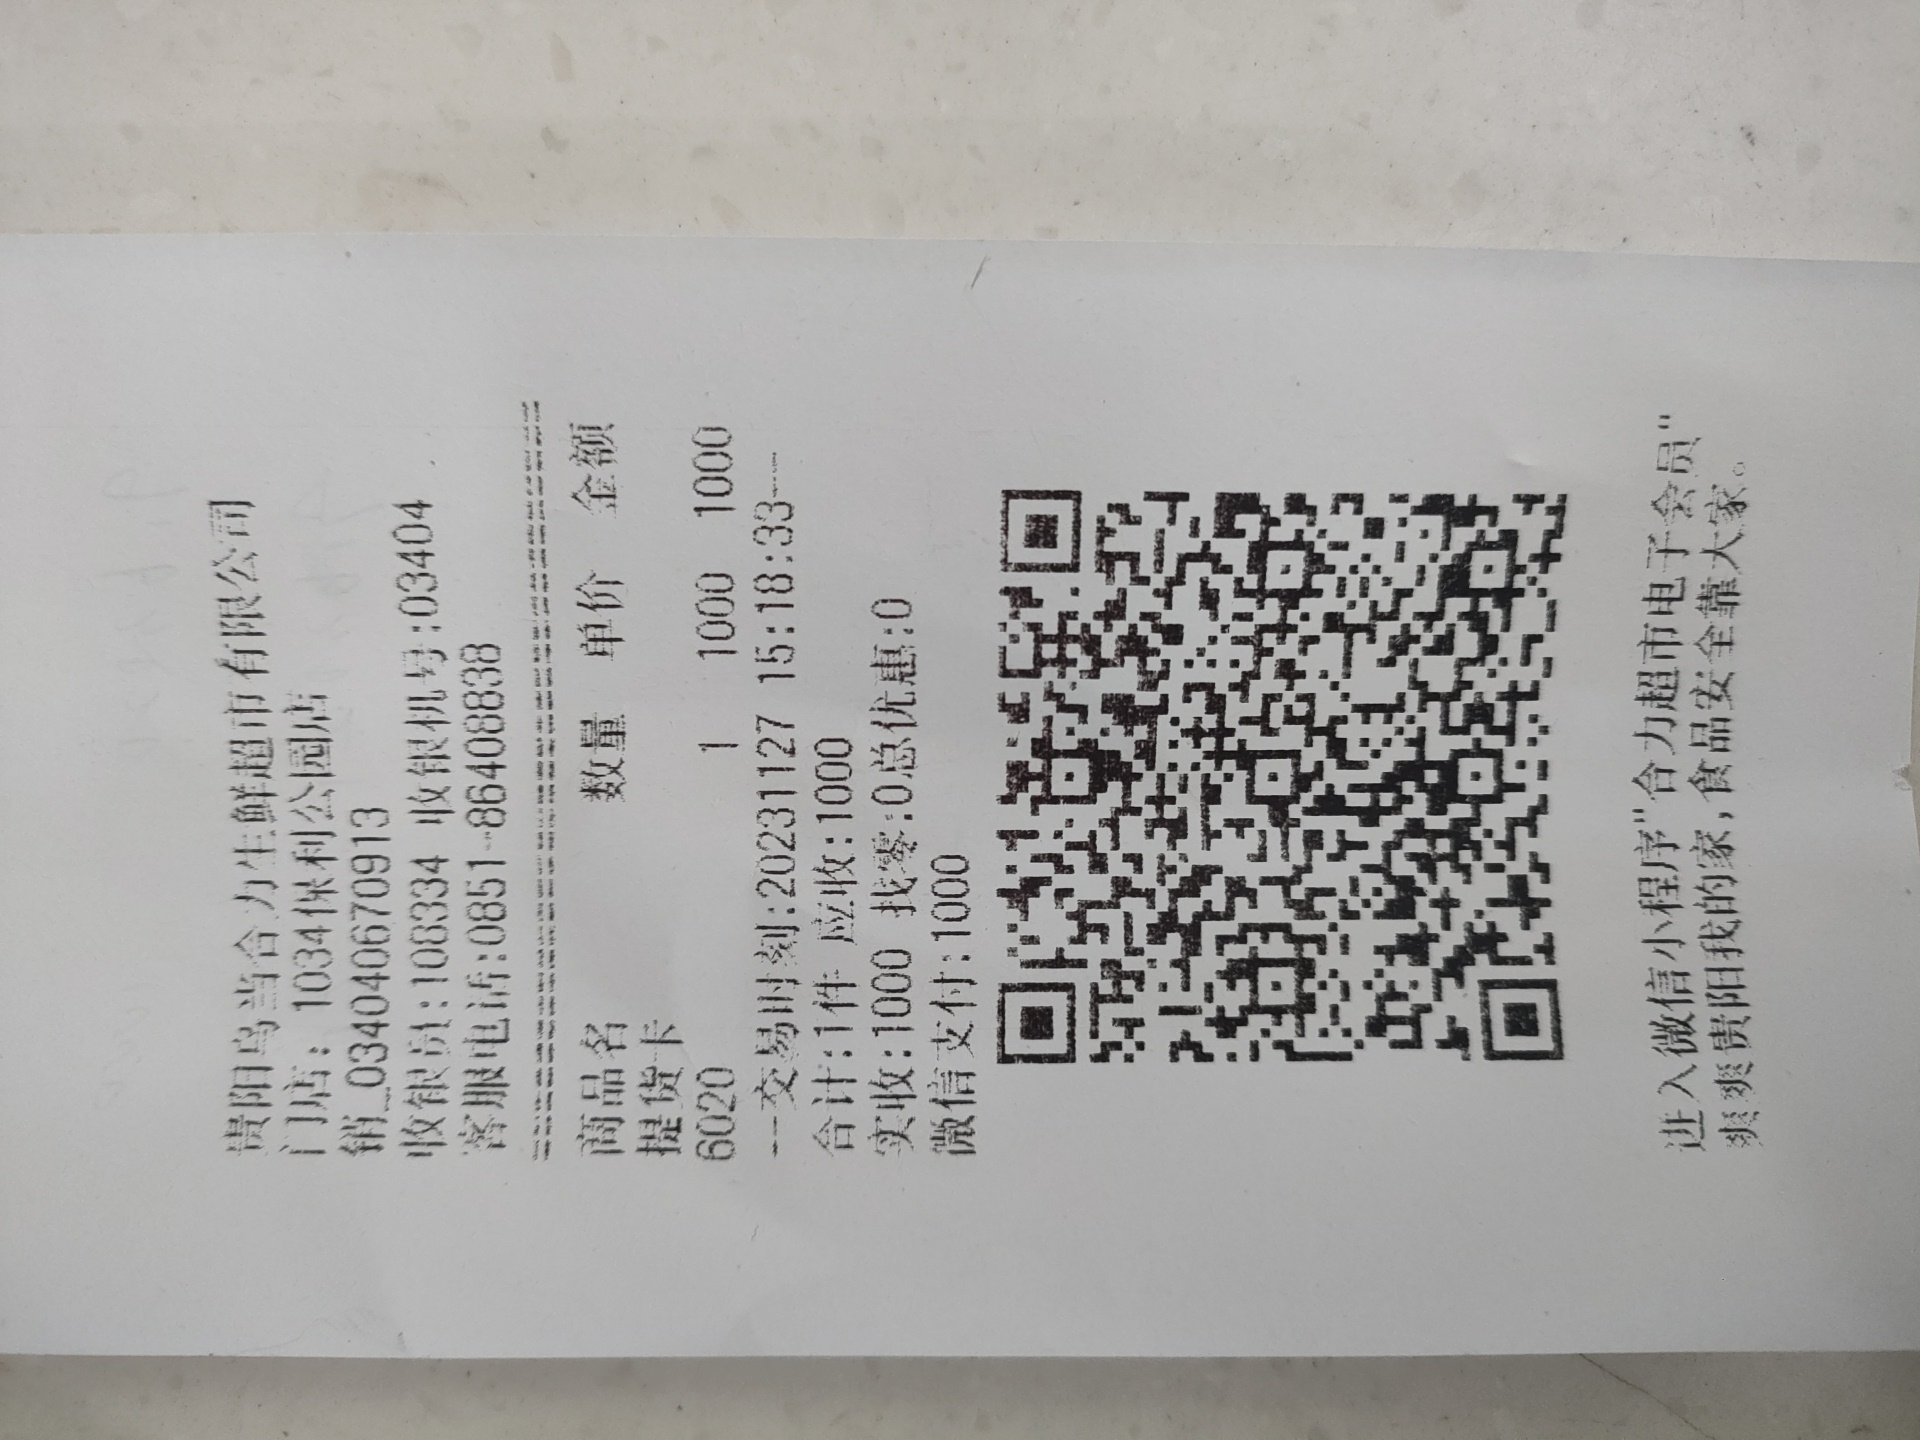 贵阳乌当合力生鲜超市有限公司
门店: 1034保利公园店
销_034040670913
收银员:108334 收银机号:03404
客服电话:0851-86408838
================================
商品名 数量 单价 金额
提货卡
6020 1 1000 1000
---交易时刻:20231127 15:18:33---
合计:1件 应收:1000
实收:1000 找零:0总优惠:0
微信支付:1000
进入微信小程序"合力超市电子会员"
爽爽贵阳我的家,食品安全靠大家。